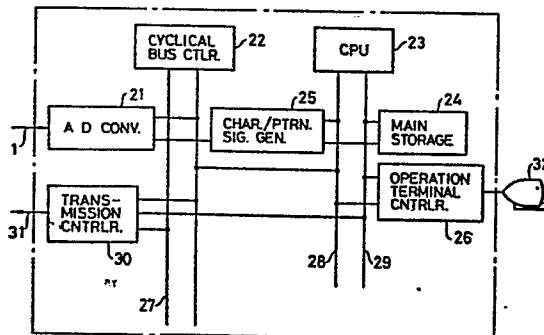 CYCLICAL
BUS CTLR.
22
CPU
23
21
A D CONV.
25
CHAR./PTRN.
SIG. GEN.
24
MAIN
STORAGE
1
TRANS-
MISSION
CNTRLR.
31
30
OPERATION
TERMINAL
CNTRLR.
32
26
27
28
29